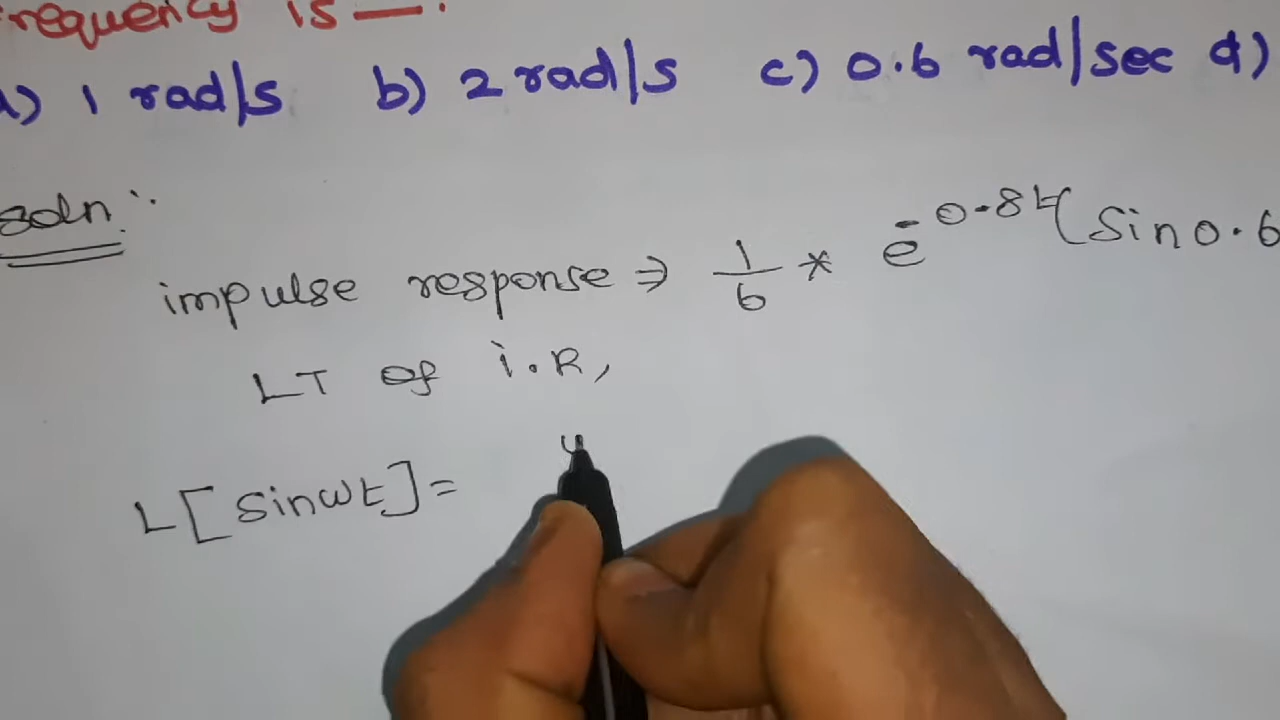 frequency is __.
a) 1 rad/s b) 2 rad/s c) 0.6 rad/sec d)
soln:
impulse response ⇒ 1/6 * e^-0.8t (Sin 0.6
LT of i.R,
L[sinωt] =